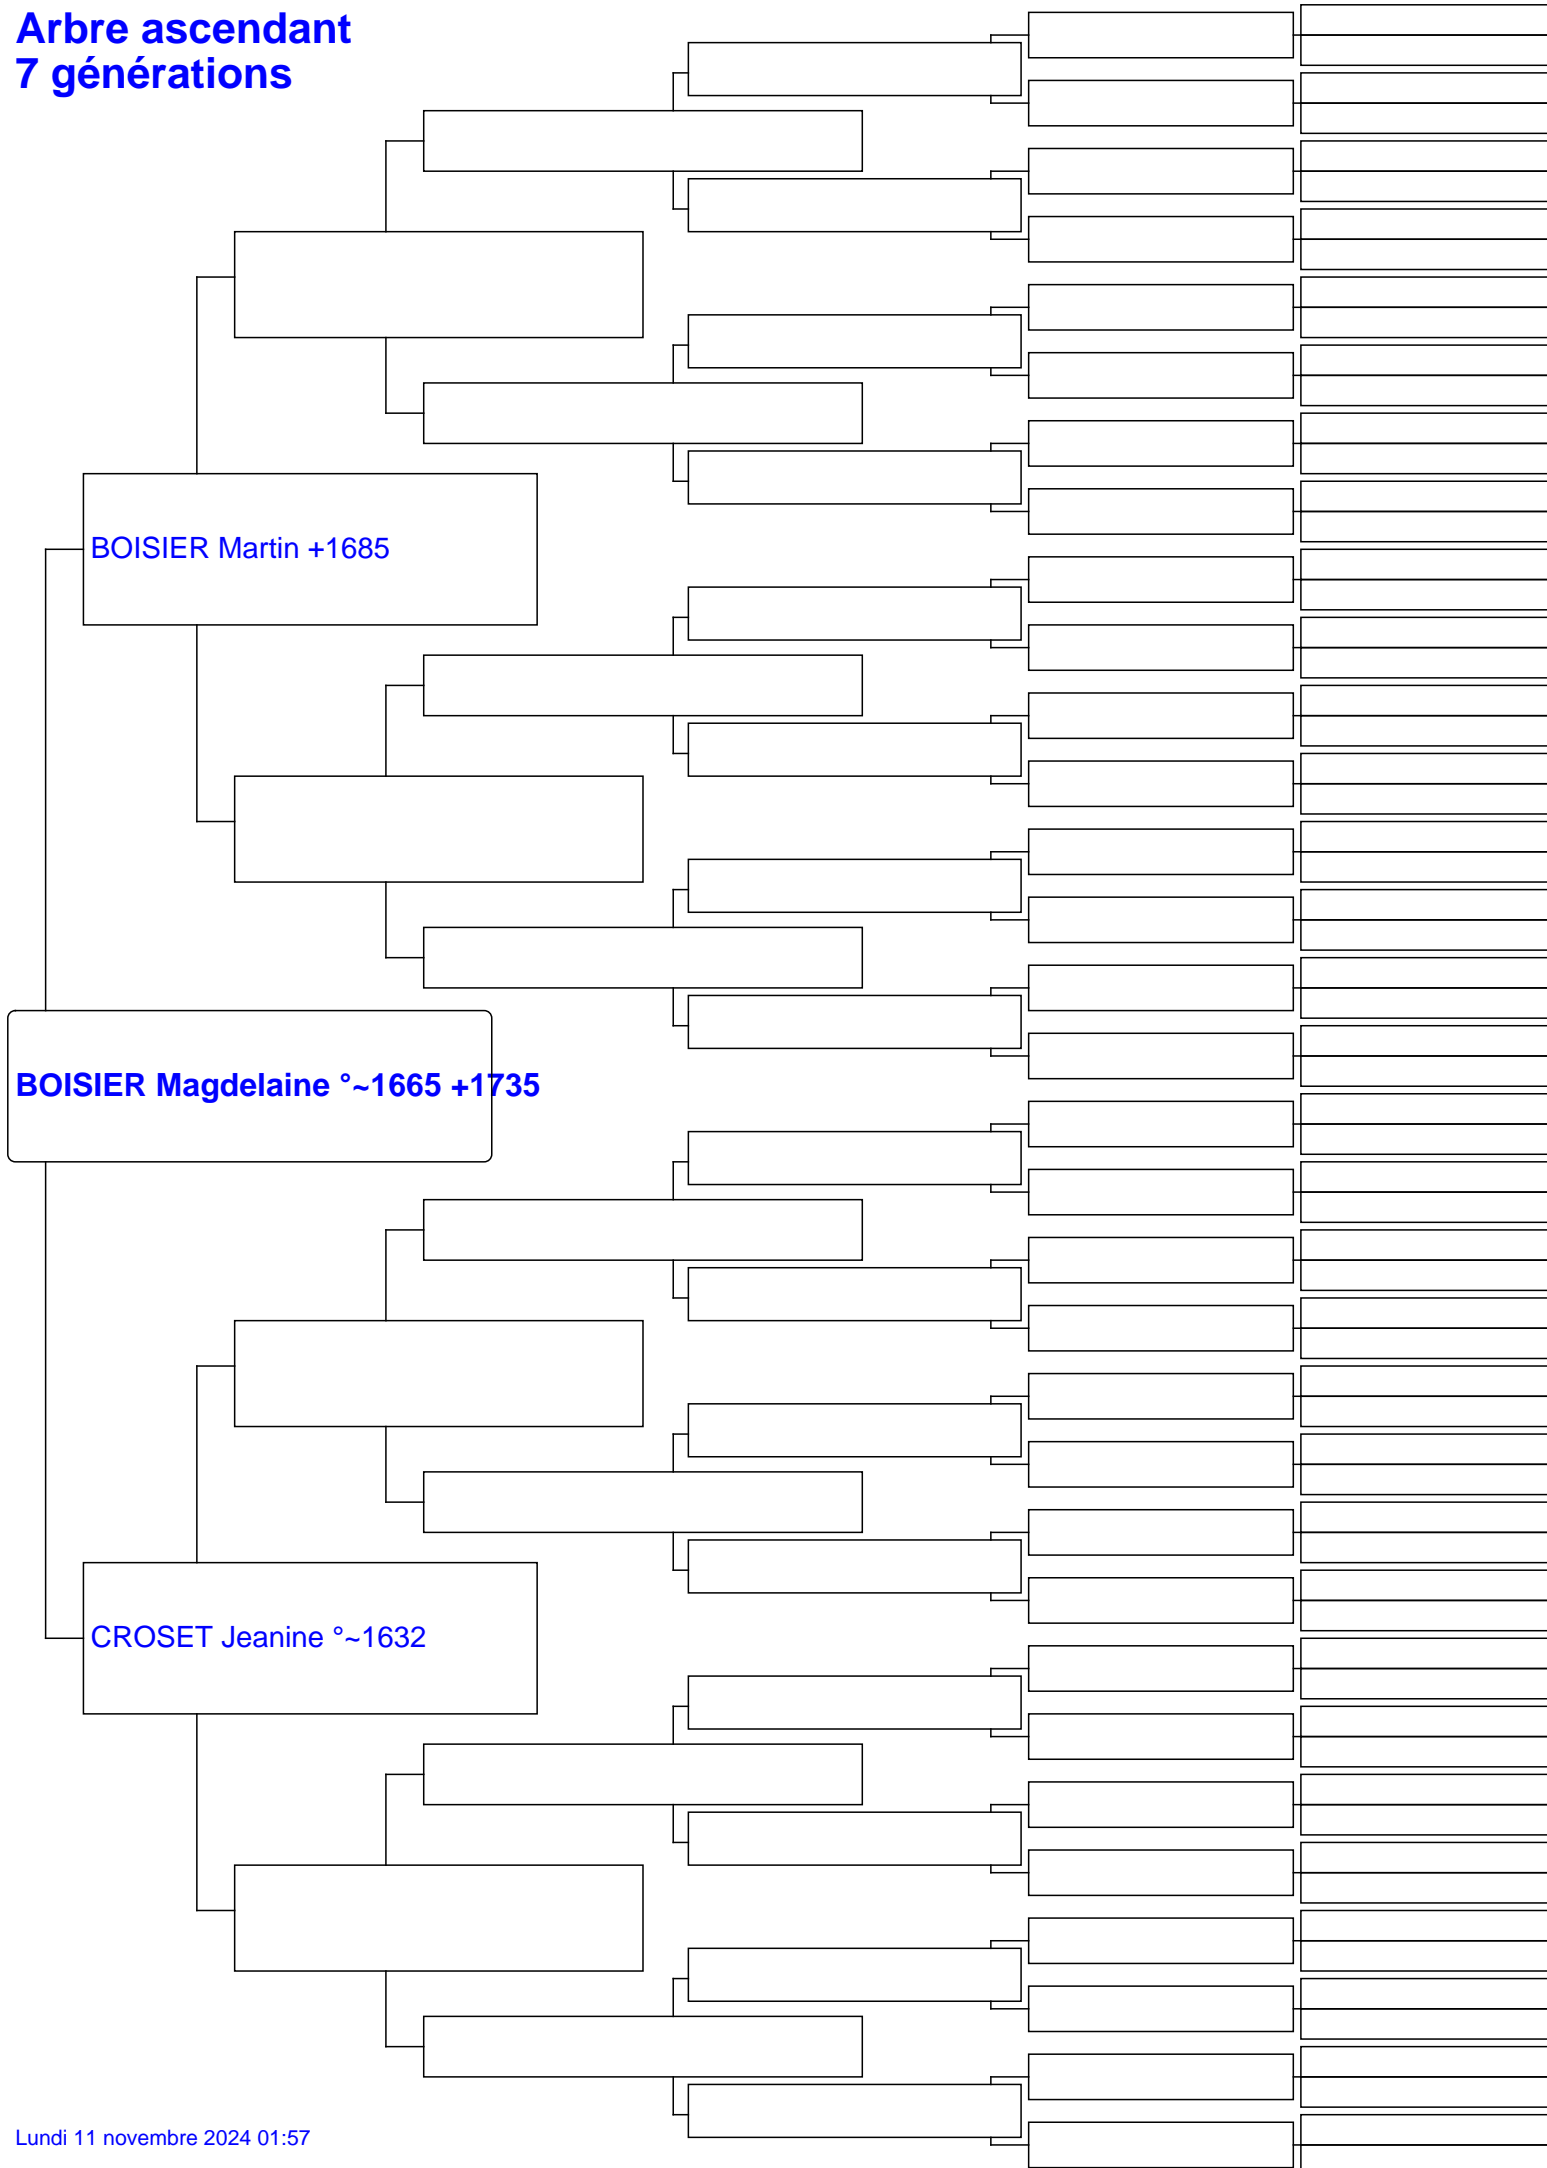 Arbre ascendant
7 générations
BOISIER Martin +1685
BOISIER Magdelaine °~1665 +1735
CROSET Jeanine °~1632
Lundi 11 novembre 2024 01:57